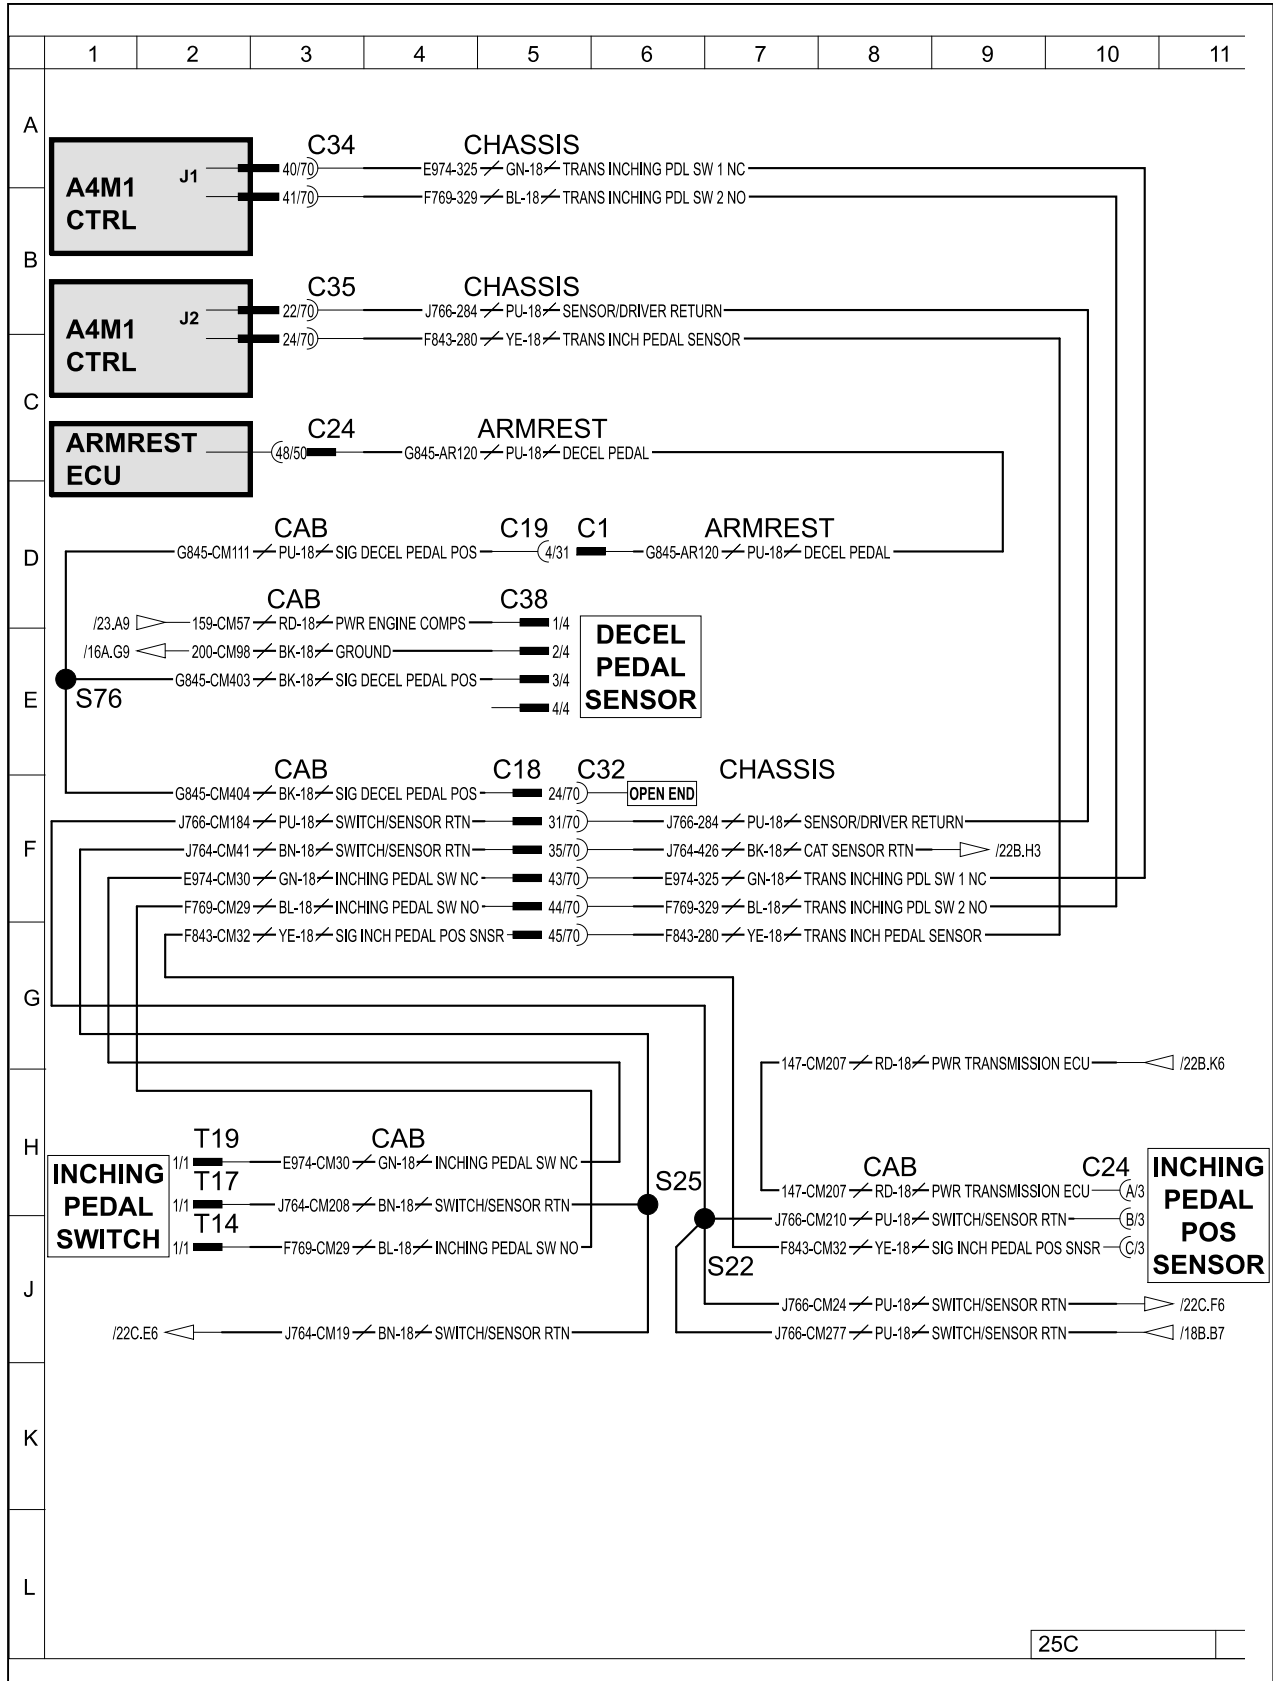 1 2 3 4 5 6 7 8 9 10 11
A
C34 CHASSIS
A4M1 CTRL J1
40/70 E974-325 GN-18 TRANS INCHING PDL SW 1 NC
41/70 F769-329 BL-18 TRANS INCHING PDL SW 2 NO
B
C35 CHASSIS
A4M1 CTRL J2
22/70 J766-284 PU-18 SENSOR/DRIVER RETURN
24/70 F843-280 YE-18 TRANS INCH PEDAL SENSOR
C
C24 ARMREST
ARMREST ECU
48/50 G845-AR120 PU-18 DECEL PEDAL
D
CAB C19 C1 ARMREST
G845-CM111 PU-18 SIG DECEL PEDAL POS 4/31 G845-AR120 PU-18 DECEL PEDAL
CAB C38
/23.A9 159-CM57 RD-18 PWR ENGINE COMPS 1/4
/16A.G9 200-CM98 BK-18 GROUND 2/4
G845-CM403 BK-18 SIG DECEL PEDAL POS 3/4
4/4
DECEL
PEDAL
SENSOR
E
S76
CAB C18 C32 CHASSIS
G845-CM404 BK-18 SIG DECEL PEDAL POS 24/70 OPEN END
J766-CM184 PU-18 SWITCH/SENSOR RTN 31/70 J766-284 PU-18 SENSOR/DRIVER RETURN
F
J764-CM41 BN-18 SWITCH/SENSOR RTN 35/70 J764-426 BK-18 CAT SENSOR RTN /22B.H3
E974-CM30 GN-18 INCHING PEDAL SW NC 43/70 E974-325 GN-18 TRANS INCHING PDL SW 1 NC
F769-CM29 BL-18 INCHING PEDAL SW NO 44/70 F769-329 BL-18 TRANS INCHING PDL SW 2 NO
F843-CM32 YE-18 SIG INCH PEDAL POS SNSR 45/70 F843-280 YE-18 TRANS INCH PEDAL SENSOR
G
147-CM207 RD-18 PWR TRANSMISSION ECU /22B.K6
H
T19 CAB
1/1 E974-CM30 GN-18 INCHING PEDAL SW NC
T17
1/1 J764-CM208 BN-18 SWITCH/SENSOR RTN
T14
1/1 F769-CM29 BL-18 INCHING PEDAL SW NO
INCHING
PEDAL
SWITCH
S25
S22
CAB C24
147-CM207 RD-18 PWR TRANSMISSION ECU A/3
J766-CM210 PU-18 SWITCH/SENSOR RTN B/3
F843-CM32 YE-18 SIG INCH PEDAL POS SNSR C/3
INCHING
PEDAL
POS
SENSOR
J
J766-CM24 PU-18 SWITCH/SENSOR RTN /22C.F6
/22C.E6 J764-CM19 BN-18 SWITCH/SENSOR RTN
J766-CM277 PU-18 SWITCH/SENSOR RTN /18B.B7
K
L
25C